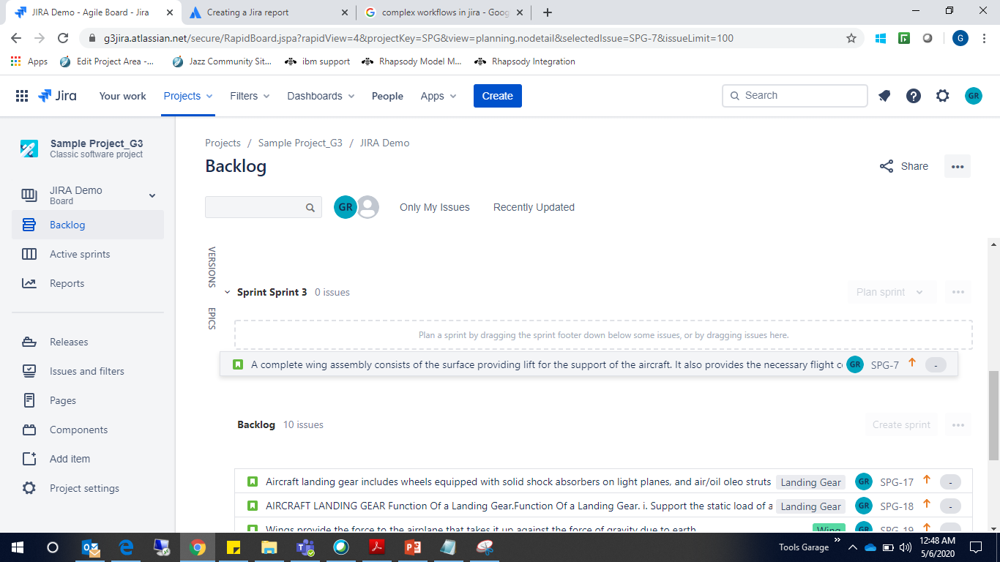 JIRA Demo - Agile Board - Jira
Creating a Jira report
complex workflows in jira - Goog
g3jira.atlassian.net/secure/RapidBoard.jspa?rapidView=4&projectKey=SPG&view=planning.nodetail&selectedIssue=SPG-7&issueLimit=100
G
Apps
Edit Project Area -...
Jazz Community Sit...
ibm support
Rhapsody Model M...
Rhapsody Integration
Jira
Your work
Projects
Filters
Dashboards
People
Apps
Create
Search
GR
Sample Project_G3
Classic software project
JIRA Demo
Board
Backlog
Active sprints
Reports
Releases
Issues and filters
Pages
Components
Add item
Project settings
Projects / Sample Project_G3 / JIRA Demo
Backlog
Share
GR
Only My Issues
Recently Updated
VERSIONS
EPICS
Sprint Sprint 3 0 issues
Plan sprint
Plan a sprint by dragging the sprint footer down below some issues, or by dragging issues here.
A complete wing assembly consists of the surface providing lift for the support of the aircraft. It also provides the necessary flight c GR SPG-7 -
Backlog 10 issues
Create sprint
Aircraft landing gear includes wheels equipped with solid shock absorbers on light planes, and air/oil oleo struts Landing Gear GR SPG-17 -
AIRCRAFT LANDING GEAR Function Of a Landing Gear.Function Of a Landing Gear. i. Support the static load of a Landing Gear GR SPG-18 -
Wings provide the force to the airplane that takes it up against the force of gravity due to earth. Wing GR SPG-19 -
Tools Garage
12:48 AM
5/6/2020